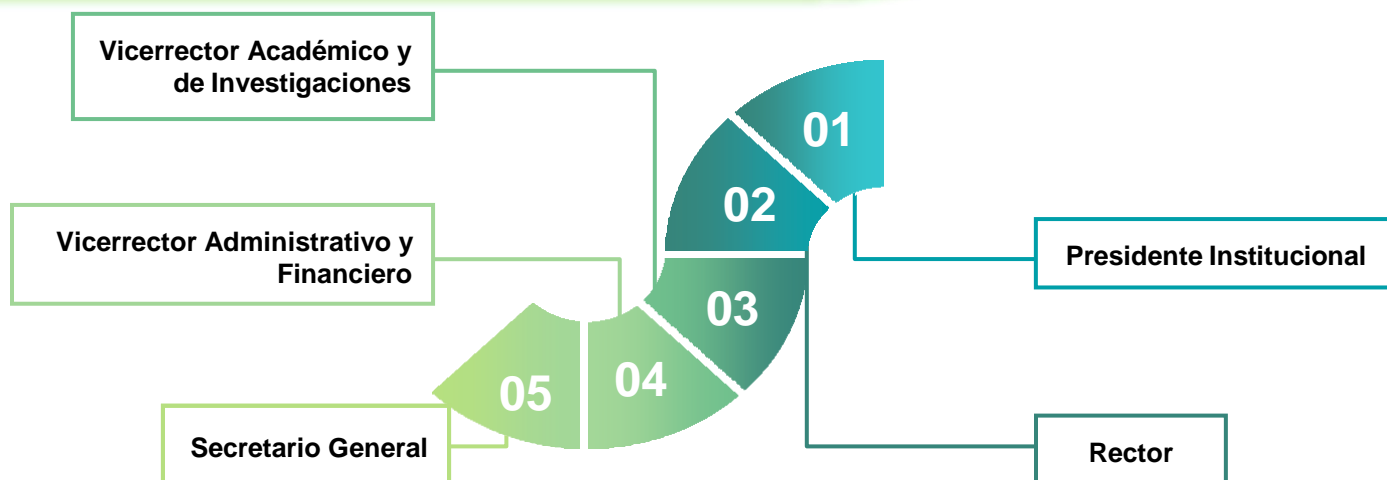 Vicerrector Académico y
de Investigaciones
01
02
Vicerrector Administrativo y
Financiero
Presidente Institucional
03
04
05
Secretario General
Rector